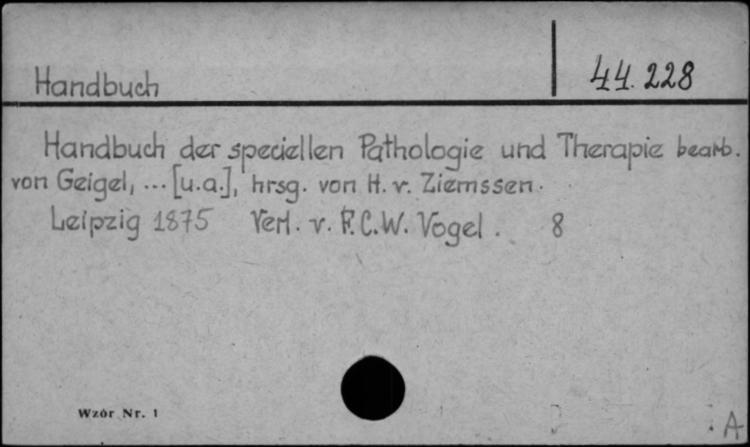 Handbuch 44.228
Handbuch der speciellen Pathologie und Therapie bearb.
von Geigel, ... [u.a.], hrsg. von H. v. Ziemssen.
Leipzig 1875 Verl. v. F.C.W. Vogel. 8
Wzór Nr. 1
A